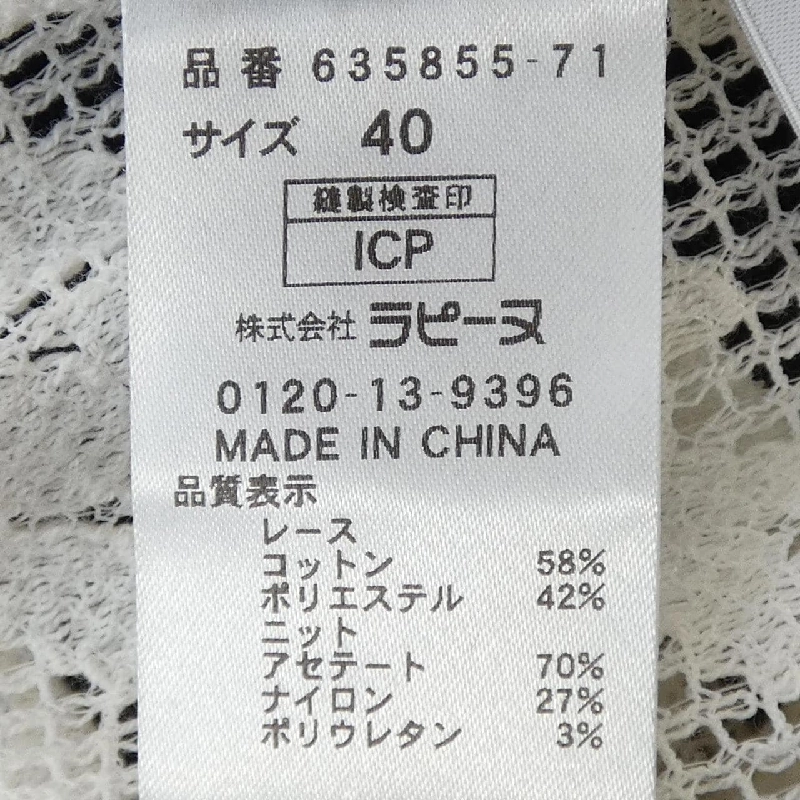 品番 635855-71
サイズ 40
縫製検査印
ICP
株式会社 ラピーヌ
0120-13-9396
MADE IN CHINA
品質表示
レース
コットン 58%
ポリエステル 42%
ニット
アセテート 70%
ナイロン 27%
ポリウレタン 3%